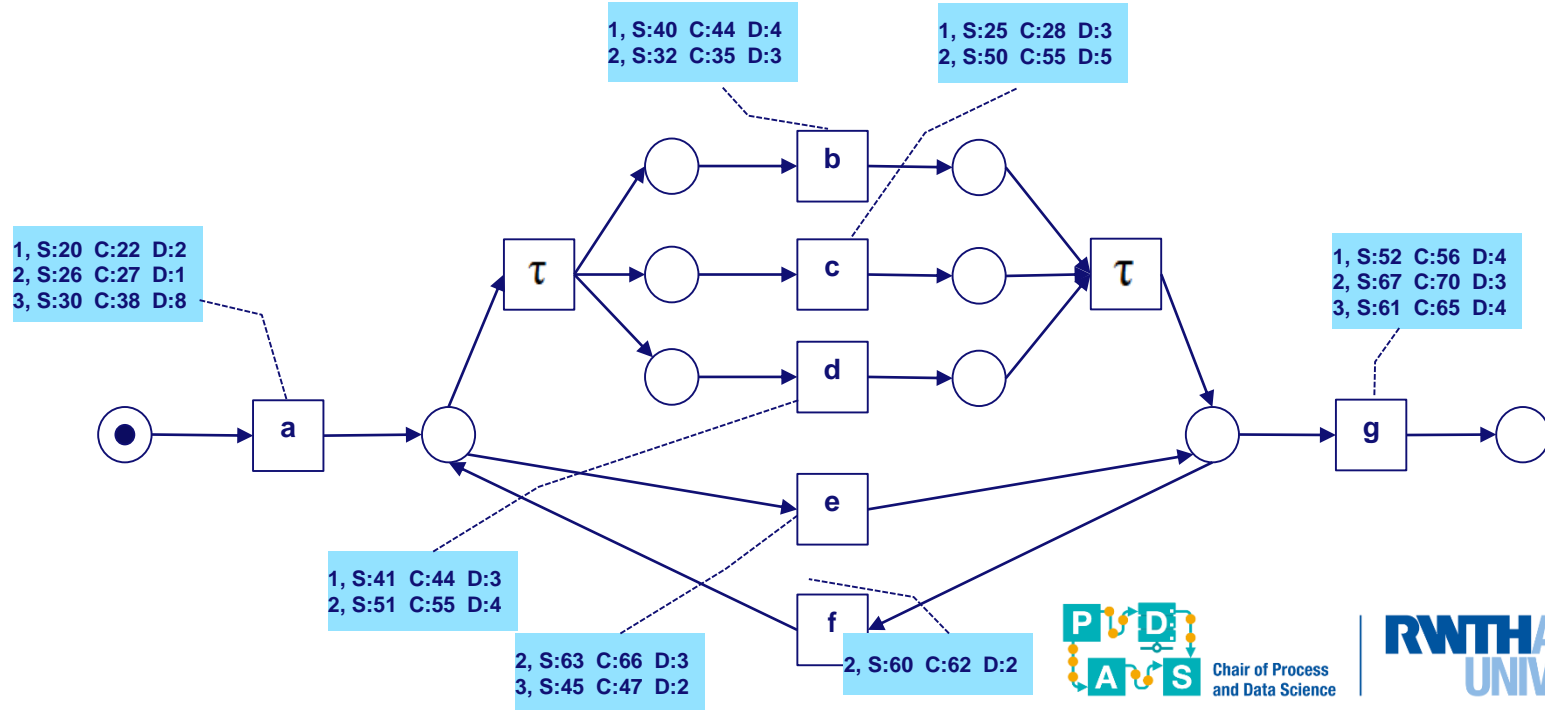 1, S:40 C:44 D:4
2, S:32 C:35 D:3
1, S:25 C:28 D:3
2, S:50 C:55 D:5
b
1, S:20 C:22 D:2
2, S:26 C:27 D:1
3, S:30 C:38 D:8
τ
c
τ
1, S:52 C:56 D:4
2, S:67 C:70 D:3
3, S:61 C:65 D:4
d
a
g
e
1, S:41 C:44 D:3
2, S:51 C:55 D:4
f
2, S:63 C:66 D:3
3, S:45 C:47 D:2
2, S:60 C:62 D:2
P D
A S
Chair of Process
and Data Science
RWTH
UNIV